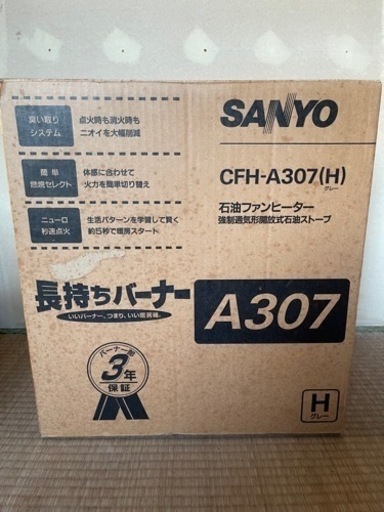 臭い取り
システム
点火時も消火時も
ニオイを大幅削減
SANYO
簡単
燃焼セレクト
体感に合わせて
火力を簡単切り替え
CFH-A307(H)
グレー
石油ファンヒーター
強制通気形開放式石油ストーブ
ニューロ
秒速点火
生活パターンを学習して賢く
約5秒で暖房スタート
長持ちバーナー
いいバーナー、つまり、いい暖房機。
A307
バーナー部
3年
保証
H
グレー